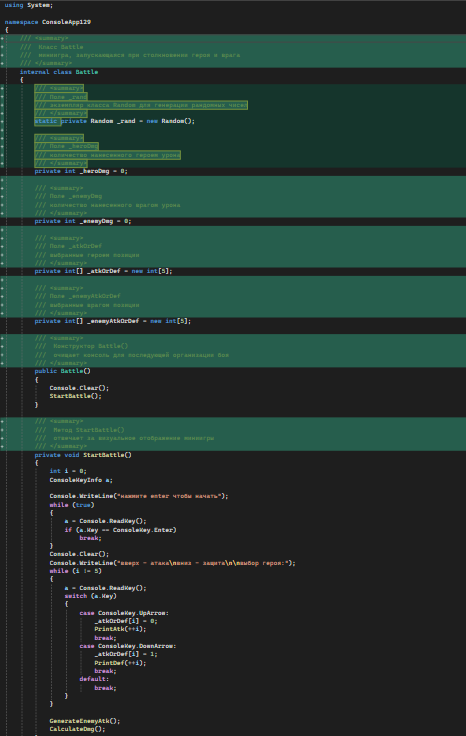 using System;
namespace ConsoleApp129
{
/// <summary>
/// Класс Battle
/// миниигра, запускающаяся при столкновении героя и врага
/// </summary>
internal class Battle
{
/// <summary>
/// Поле _rand
/// экземпляр класса Random для генерации рандомных чисел
/// </summary>
static private Random _rand = new Random();
/// <summary>
/// Поле _heroDmg
/// количество нанесенного героем урона
/// </summary>
private int _heroDmg = 0;
/// <summary>
/// Поле _enemyDmg
/// количество нанесенного врагом урона
/// </summary>
private int _enemyDmg = 0;
/// <summary>
/// Поле _atkOrDef
/// выбранные героем позиции
/// </summary>
private int[] _atkOrDef = new int[5];
/// <summary>
/// Поле _enemyAtkOrDef
/// выбранные врагом позиции
/// </summary>
private int[] _enemyAtkOrDef = new int[5];
/// <summary>
/// Конструктор Battle()
/// очищает консоль для последующей организации боя
/// </summary>
public Battle()
{
Console.Clear();
StartBattle();
}
/// <summary>
/// Метод StartBattle()
/// отвечает за визуальное отображение миниигры
/// </summary>
private void StartBattle()
{
int i = 0;
ConsoleKeyInfo a;
Console.WriteLine("нажмите enter чтобы начать");
while (true)
{
a = Console.ReadKey();
if (a.Key == ConsoleKey.Enter)
break;
}
Console.Clear();
Console.WriteLine("вверх - атака\nвниз - защита\n\nвыбор героя:");
while (i != 5)
{
a = Console.ReadKey();
switch (a.Key)
{
case ConsoleKey.UpArrow:
_atkOrDef[i] = 0;
PrintAtk(++i);
break;
case ConsoleKey.DownArrow:
_atkOrDef[i] = 1;
PrintDef(++i);
break;
default:
break;
}
}
GenerateEnemyAtk();
CalculateDmg();